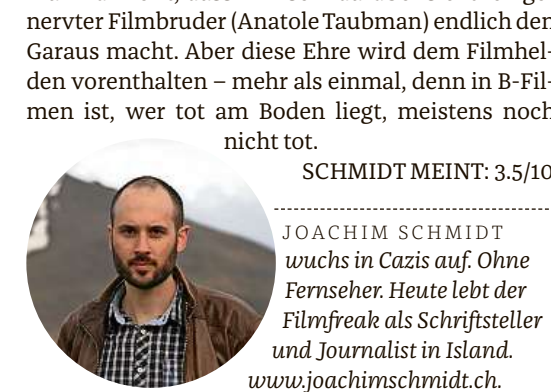 nervter Filmbruder (Anatole Taubman) endlich den
Garaus macht. Aber diese Ehre wird dem Filmhel-
den vorenthalten – mehr als einmal, denn in B-Fil-
men ist, wer tot am Boden liegt, meistens noch
nicht tot.
SCHMIDT MEINT: 3.5/10
JOACHIM SCHMIDT
wuchs in Cazis auf. Ohne
Fernseher. Heute lebt der
Filmfreak als Schriftsteller
und Journalist in Island.
www.joachimschmidt.ch.